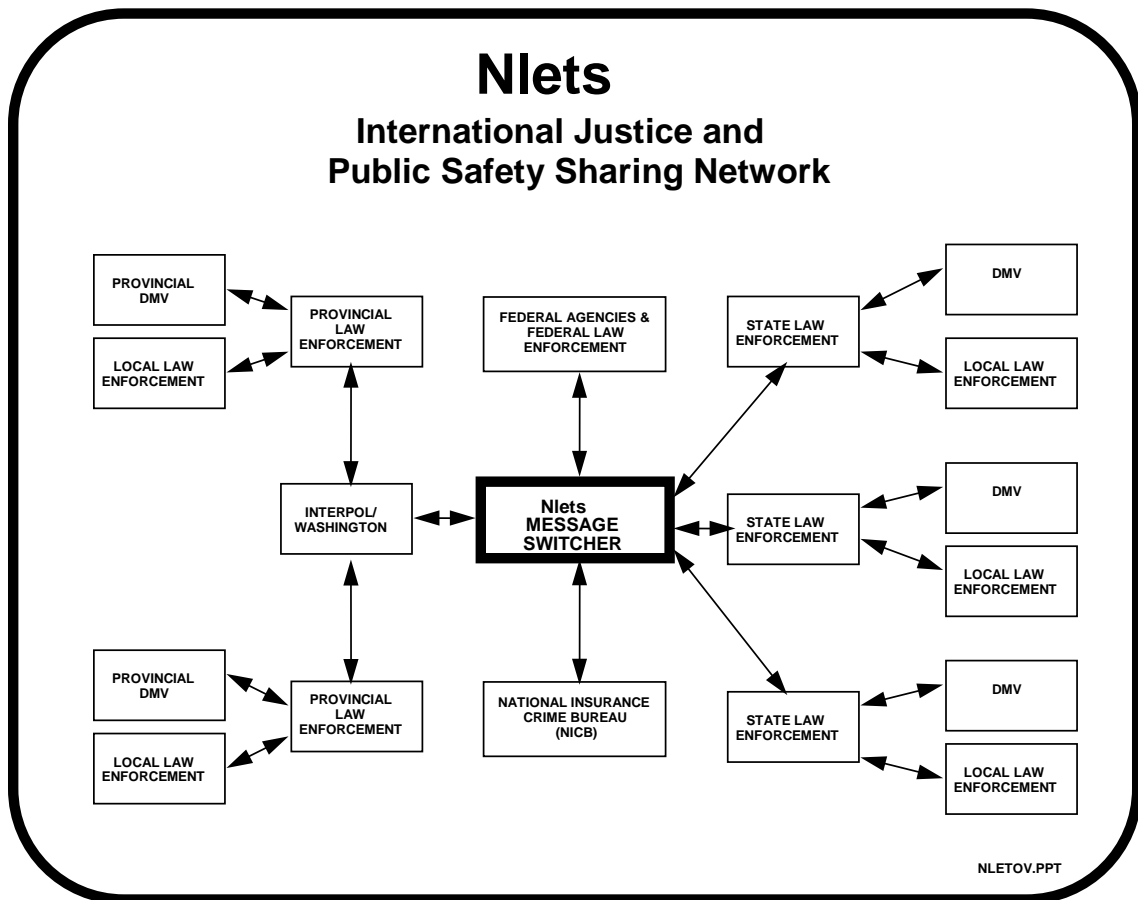 Nlets
International Justice and
Public Safety Sharing Network
PROVINCIAL
DMV
LOCAL LAW
ENFORCEMENT
PROVINCIAL
LAW
ENFORCEMENT
FEDERAL AGENCIES &
FEDERAL LAW
ENFORCEMENT
STATE LAW
ENFORCEMENT
DMV
LOCAL LAW
ENFORCEMENT
INTERPOL/
WASHINGTON
Nlets
MESSAGE
SWITCHER
STATE LAW
ENFORCEMENT
DMV
LOCAL LAW
ENFORCEMENT
PROVINCIAL
DMV
LOCAL LAW
ENFORCEMENT
PROVINCIAL
LAW
ENFORCEMENT
NATIONAL INSURANCE
CRIME BUREAU
(NICB)
STATE LAW
ENFORCEMENT
DMV
LOCAL LAW
ENFORCEMENT
NLETOV.PPT